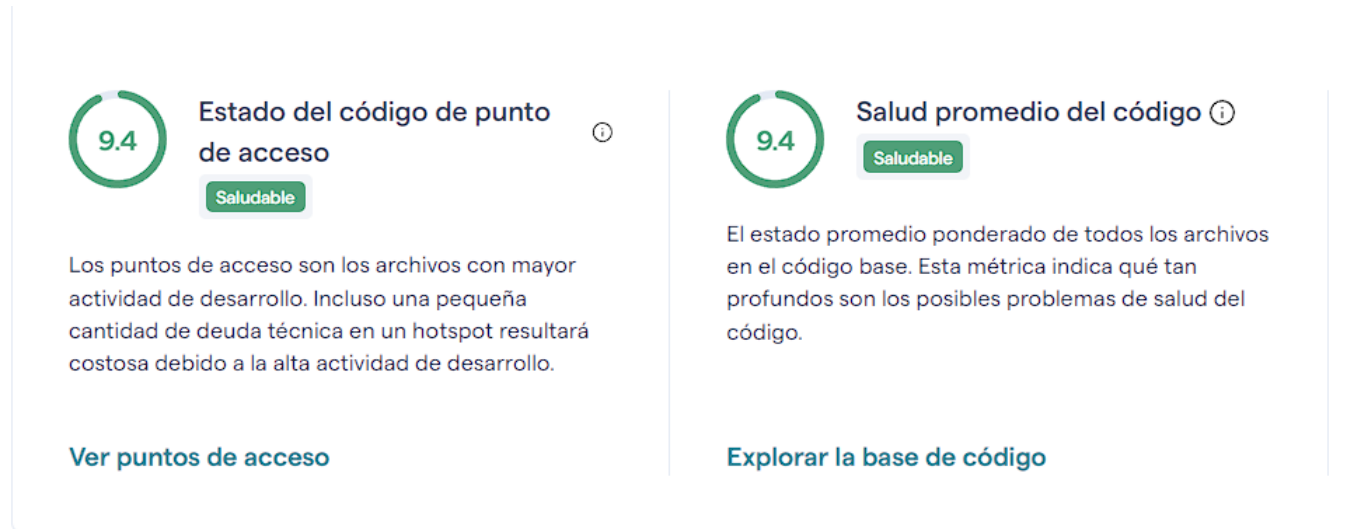 9.4
Estado del código de punto
de acceso
Saludable
Los puntos de acceso son los archivos con mayor
actividad de desarrollo. Incluso una pequeña
cantidad de deuda técnica en un hotspot resultará
costosa debido a la alta actividad de desarrollo.
Ver puntos de acceso
9.4
Salud promedio del código
Saludable
El estado promedio ponderado de todos los archivos
en el código base. Esta métrica indica qué tan
profundos son los posibles problemas de salud del
código.
Explorar la base de código